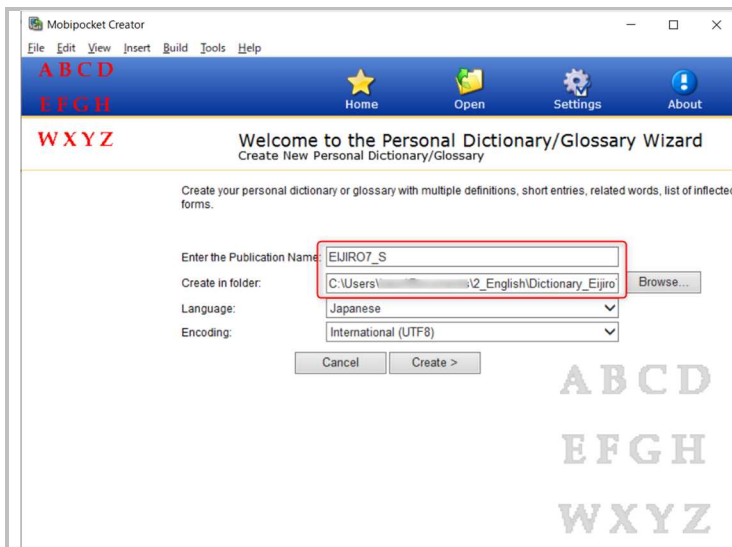 Mobipocket Creator
File Edit View Insert Build Tools Help
A B C D
E F G H
W X Y Z
Home Open Settings About
Welcome to the Personal Dictionary/Glossary Wizard
Create New Personal Dictionary/Glossary
Create your personal dictionary or glossary with multiple definitions, short entries, related words, list of inflected
forms.
Enter the Publication Name: EIJIRO7_S
Create in folder: C:\Users\ \2_English\Dictionary_Eijiro Browse...
Language: Japanese
Encoding: International (UTF8)
Cancel Create >
A B C D
E F G H
W X Y Z